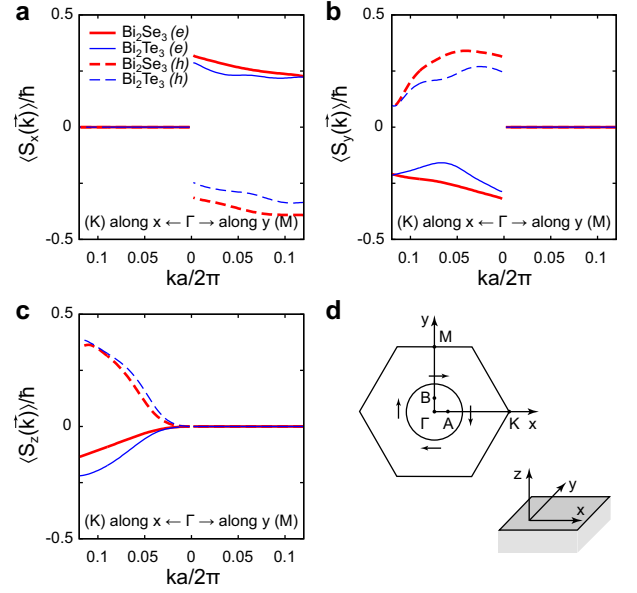 a
0.5
0
-0.5
⟨Sx(k⃗)⟩/ħ
Bi2Se3 (e)
Bi2Te3 (e)
Bi2Se3 (h)
Bi2Te3 (h)
(K) along x ← Γ → along y (M)
0.1 0.05 0 0.05 0.1
ka/2π
b
0.5
0
-0.5
⟨Sy(k⃗)⟩/ħ
(K) along x ← Γ → along y (M)
0.1 0.05 0 0.05 0.1
ka/2π
c
0.5
0
-0.5
⟨Sz(k⃗)⟩/ħ
(K) along x ← Γ → along y (M)
0.1 0.05 0 0.05 0.1
ka/2π
d
y
M
B
Γ A K x
z
y
x